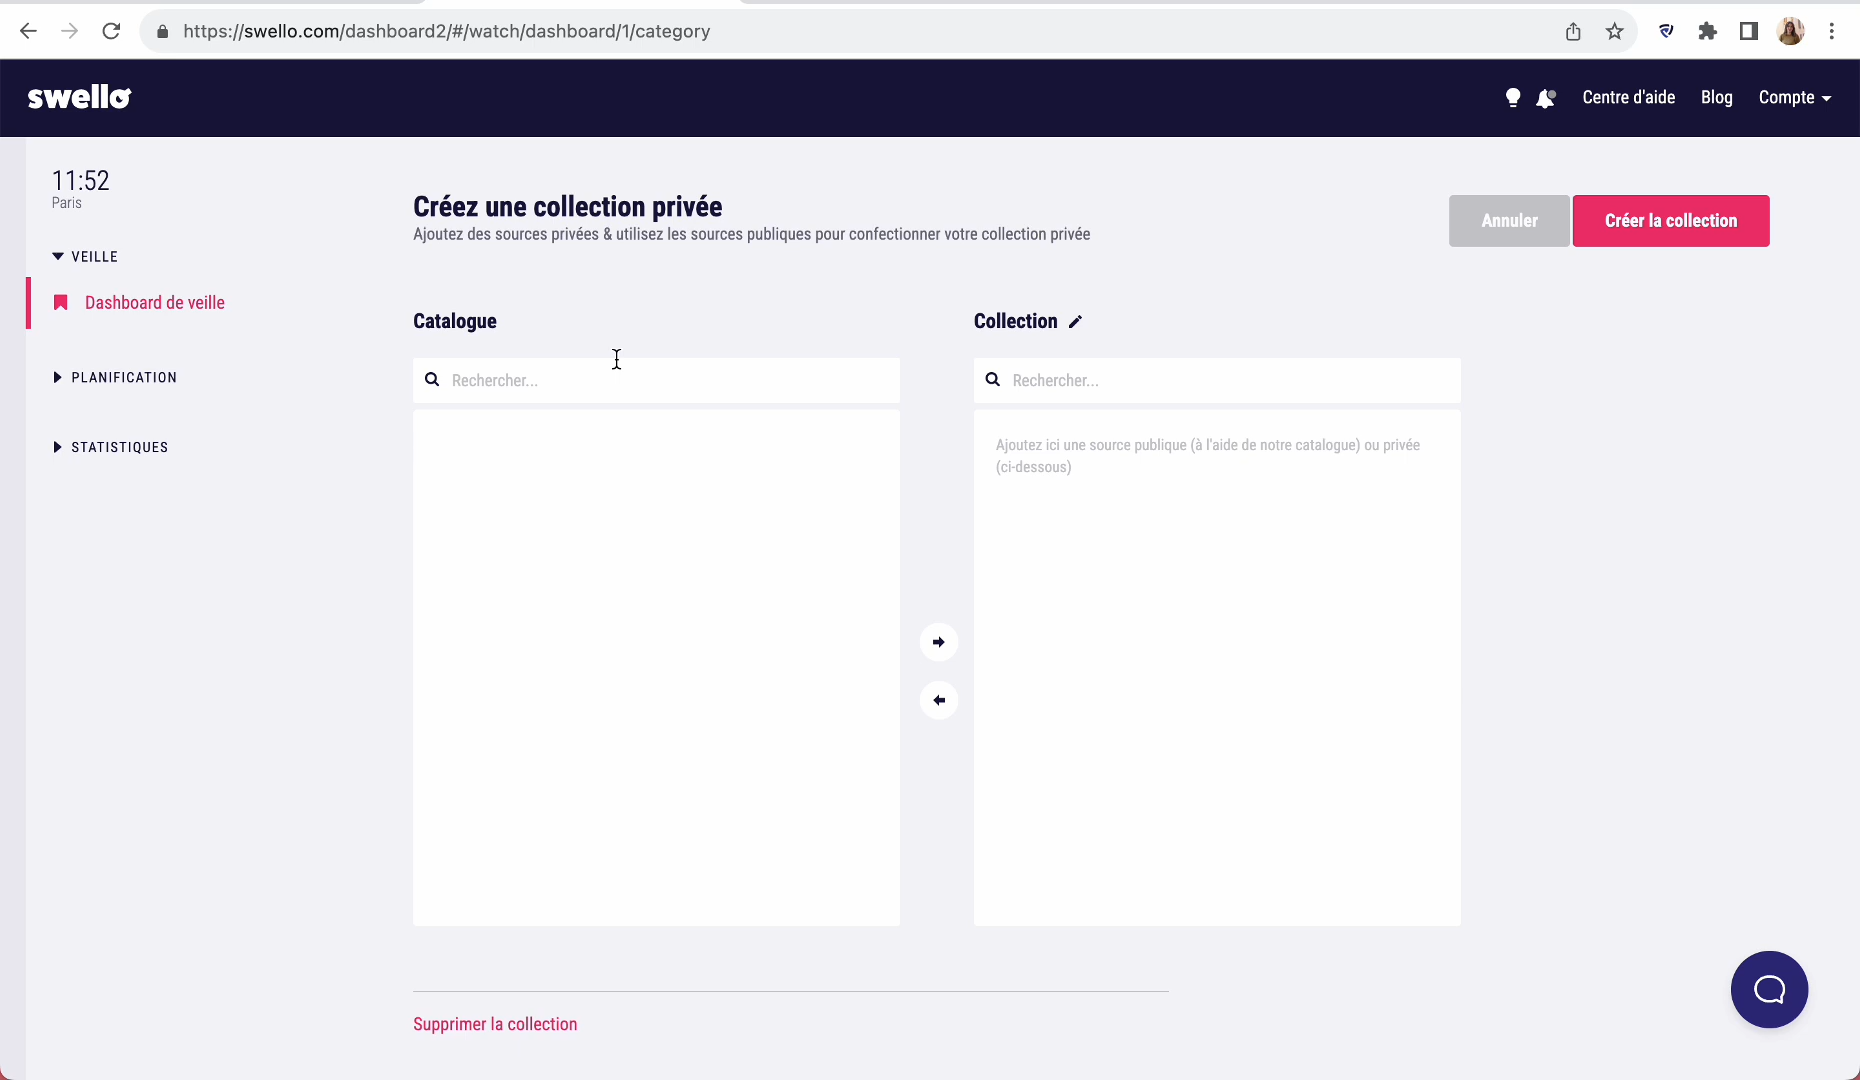 https://swello.com/dashboard2/#/watch/dashboard/1/category
swello
Centre d'aide
Blog
Compte
11:52
Paris
VEILLE
Dashboard de veille
PLANIFICATION
STATISTIQUES
Créez une collection privée
Ajoutez des sources privées & utilisez les sources publiques pour confectionner votre collection privée
Annuler
Créer la collection
Catalogue
Rechercher...
Collection
Rechercher...
Ajoutez ici une source publique (à l'aide de notre catalogue) ou privée
(ci-dessous)
Supprimer la collection